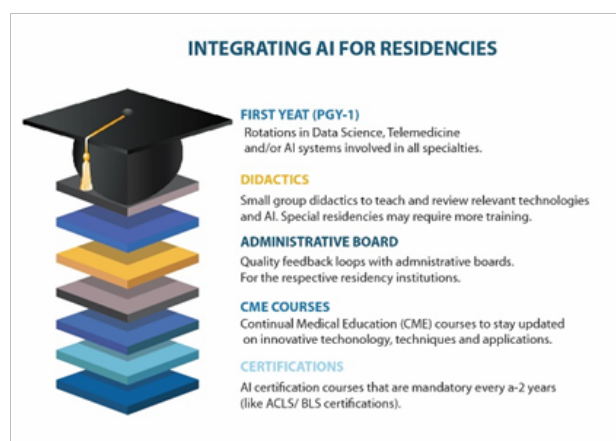 INTEGRATING AI FOR RESIDENCIES
FIRST YEAT (PGY-1)
Rotations in Data Science, Telemedicine
and/or AI systems involved in all specialties.
DIDACTICS
Small group didactics to teach and review relevant technologies
and AI. Special residencies may require more training.
ADMINISTRATIVE BOARD
Quality feedback loops with admnistrative boards.
For the respective residency institutions.
CME COURSES
Continual Medical Education (CME) courses to stay updated
on innovative techonology, techniques and applications.
CERTIFICATIONS
AI certification courses that are mandatory every a-2 years
(like ACLS/ BLS certifications).